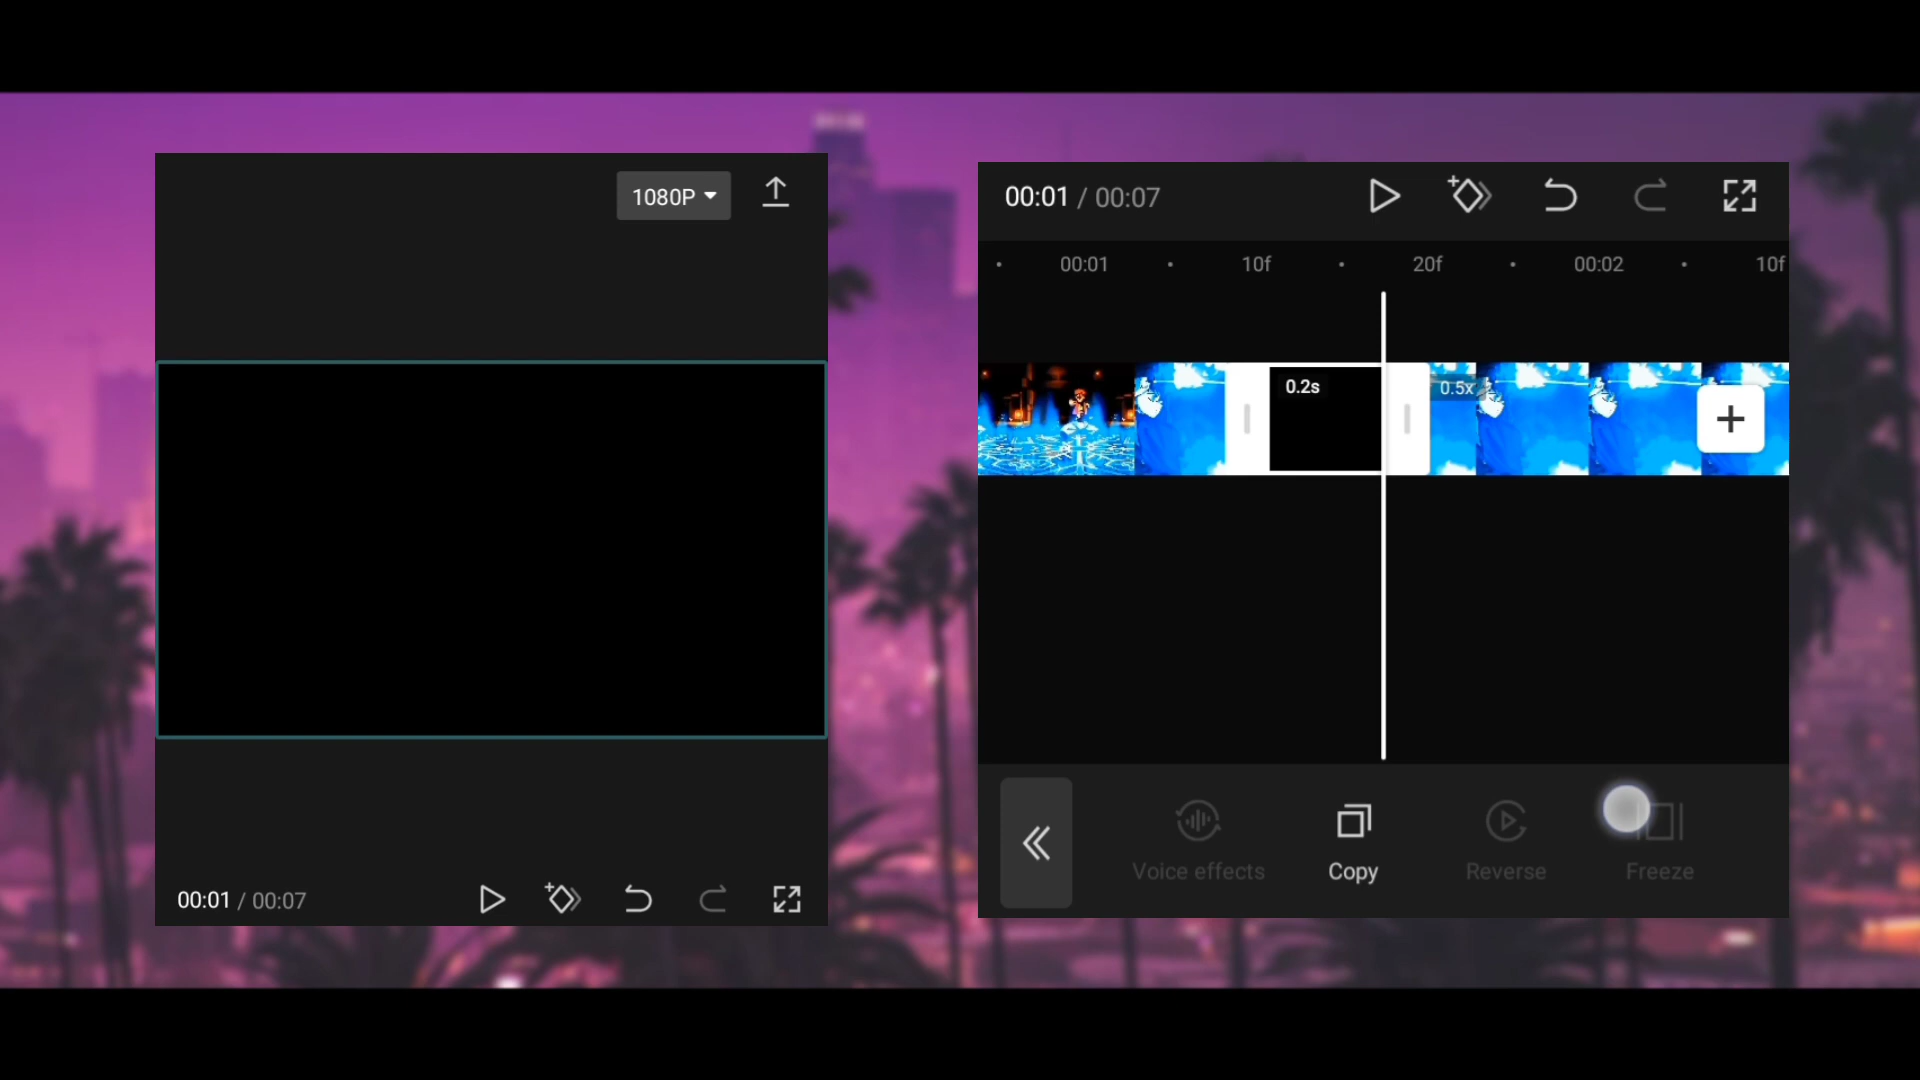 1080P
00:01 / 00:07
00:01 / 00:07
00:01 10f 20f 00:02 10f
0.2s 0.5x
Voice effects Copy Reverse Freeze